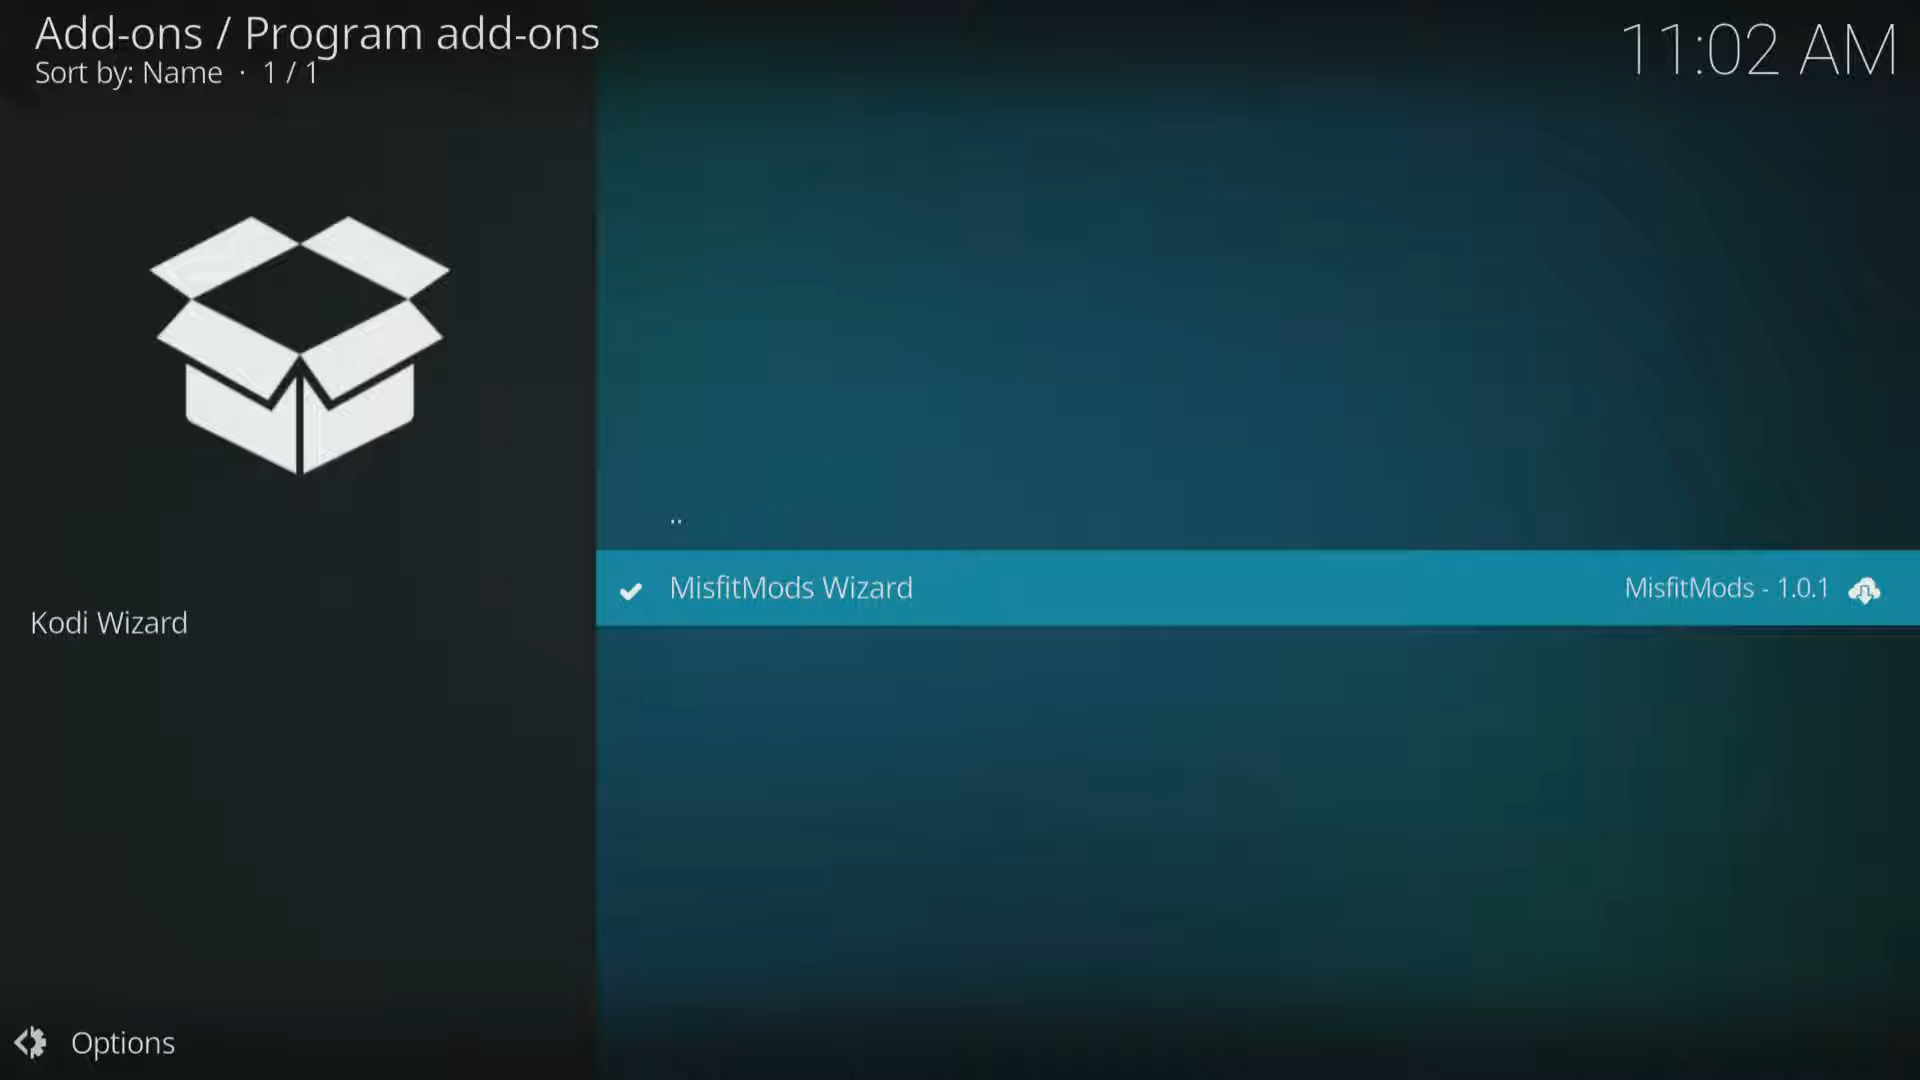 Add-ons / Program add-ons
Sort by: Name · 1 / 1
11:02 AM
..
MisfitMods Wizard
MisfitMods - 1.0.1
Kodi Wizard
Options